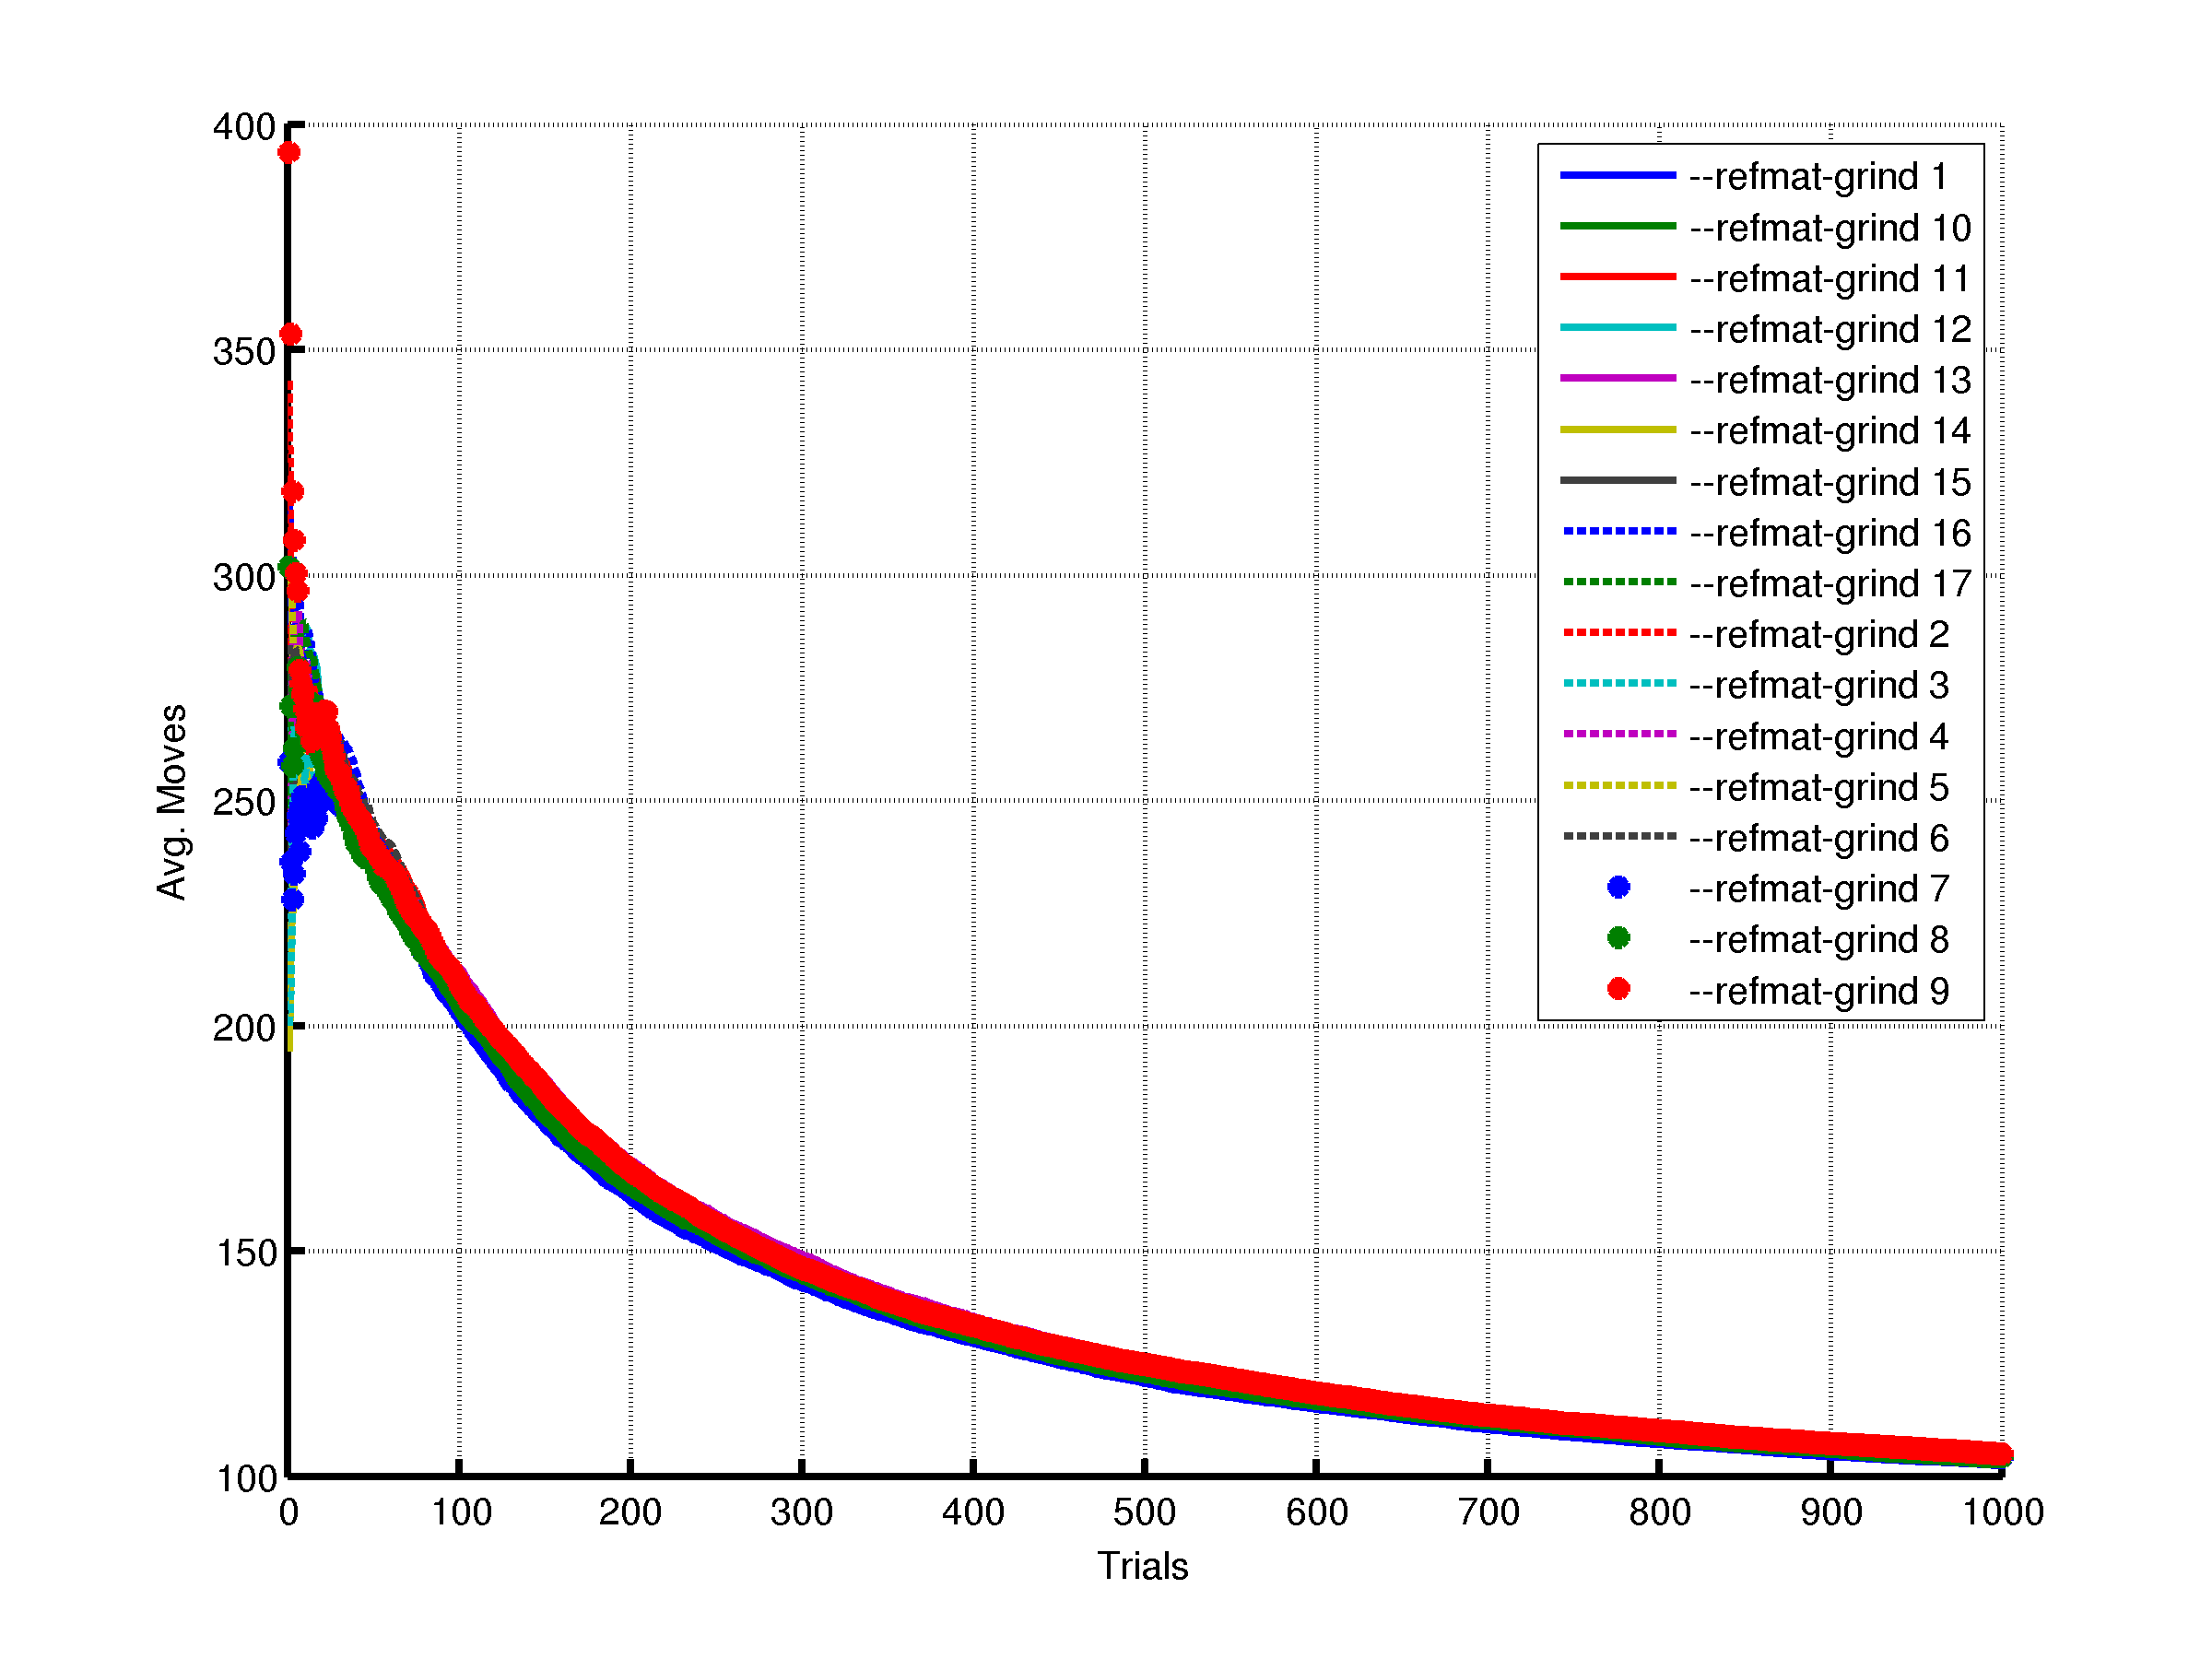 400
350
300
250
200
150
100
Avg. Moves
0 100 200 300 400 500 600 700 800 900 1000
Trials
--refmat-grind 1
--refmat-grind 10
--refmat-grind 11
--refmat-grind 12
--refmat-grind 13
--refmat-grind 14
--refmat-grind 15
--refmat-grind 16
--refmat-grind 17
--refmat-grind 2
--refmat-grind 3
--refmat-grind 4
--refmat-grind 5
--refmat-grind 6
--refmat-grind 7
--refmat-grind 8
--refmat-grind 9